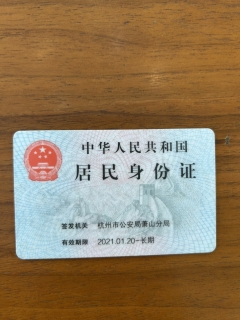 中华人民共和国
居民身份证
签发机关 杭州市公安局萧山分局
有效期限 2021.01.20-长期